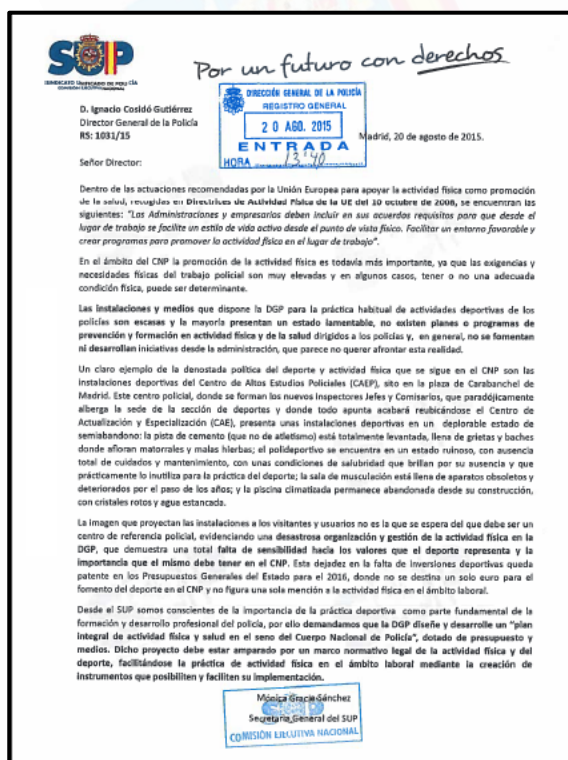 SUP
SINDICATO UNIFICADO DE POLICÍA
COMISIÓN EJECUTIVA NACIONAL
Por un futuro con derechos
DIRECCIÓN GENERAL DE LA POLICÍA
REGISTRO GENERAL
20 AGO. 2015
ENTRADA
HORA 13'40
D. Ignacio Cosidó Gutiérrez
Director General de la Policía
RS: 1031/15
Madrid, 20 de agosto de 2015.
Señor Director:
Dentro de las actuaciones recomendadas por la Unión Europea para apoyar la actividad física como promoción
de la salud, recogidas en Directrices de Actividad Física de la UE del 10 octubre de 2008, se encuentran las
siguientes: "Las Administraciones y empresarios deben incluir en sus acuerdos requisitos para que desde el
lugar de trabajo se facilite un estilo de vida activo desde el punto de vista físico. Facilitar un entorno favorable y
crear programas para promover la actividad física en el lugar de trabajo".
En el ámbito del CNP la promoción de la actividad física es todavía más importante, ya que las exigencias y
necesidades físicas del trabajo policial son muy elevadas y en algunos casos, tener o no una adecuada
condición física, puede ser determinante.
Las instalaciones y medios que dispone la DGP para la práctica habitual de actividades deportivas de los
policías son escasas y la mayoría presentan un estado lamentable, no existen planes o programas de
prevención y formación en actividad física y de la salud dirigidos a los policías y, en general, no se fomentan
ni desarrollan iniciativas desde la administración, que parece no querer afrontar esta realidad.
Un claro ejemplo de la denostada política del deporte y actividad física que se sigue en el CNP son las
instalaciones deportivas del Centro de Altos Estudios Policiales (CAEP), sito en la plaza de Carabanchel de
Madrid. Este centro policial, donde se forman los nuevos Inspectores Jefes y Comisarios, que paradójicamente
alberga la sede de la sección de deportes y donde todo apunta acabará reubicándose el Centro de
Actualización y Especialización (CAE), presenta unas instalaciones deportivas en un deplorable estado de
semiabandono: la pista de cemento (que no de atletismo) está totalmente levantada, llena de grietas y baches
donde afloran matorrales y malas hierbas; el polideportivo se encuentra en un estado ruinoso, con ausencia
total de cuidados y mantenimiento, con unas condiciones de salubridad que brillan por su ausencia y que
prácticamente lo inutiliza para la práctica del deporte; la sala de musculación está llena de aparatos obsoletos y
deteriorados por el paso de los años; y la piscina climatizada permanece abandonada desde su construcción,
con cristales rotos y agua estancada.
La imagen que proyectan las instalaciones a los visitantes y usuarios no es la que se espera del que debe ser un
centro de referencia policial, evidenciando una desastrosa organización y gestión de la actividad física en la
DGP, que demuestra una total falta de sensibilidad hacia los valores que el deporte representa y la
importancia que el mismo debe tener en el CNP. Esta dejadez en la falta de inversiones deportivas queda
patente en los Presupuestos Generales del Estado para el 2016, donde no se destina un solo euro para el
fomento del deporte en el CNP y no figura una sola mención a la actividad física en el ámbito laboral.
Desde el SUP somos conscientes de la importancia de la práctica deportiva como parte fundamental de la
formación y desarrollo profesional del policía, por ello demandamos que la DGP diseñe y desarrolle un "plan
integral de actividad física y salud en el seno del Cuerpo Nacional de Policía", dotado de presupuesto y
medios. Dicho proyecto debe estar amparado por un marco normativo legal de la actividad física y del
deporte, facilitándose la práctica de actividad física en el ámbito laboral mediante la creación de
instrumentos que posibiliten y faciliten su implementación.
Mónica Gracia Sánchez
Secretaria General del SUP
COMISIÓN EJECUTIVA NACIONAL